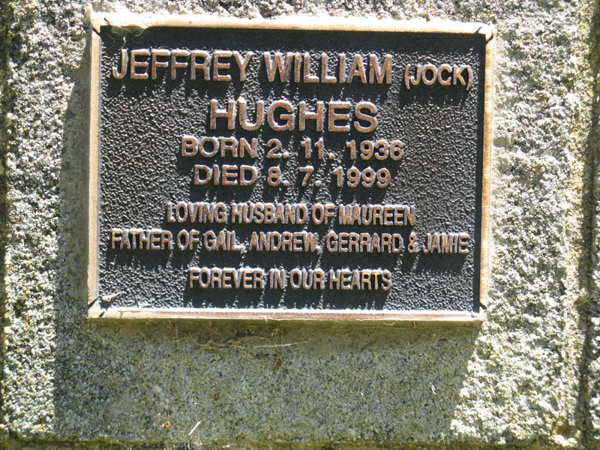 JEFFREY WILLIAM (JOCK)
HUGHES
BORN 2. 11. 1936
DIED 8. 7. 1999
LOVING HUSBAND OF MAUREEN
FATHER OF GAIL, ANDREW, GERRARD & JAMIE
FOREVER IN OUR HEARTS